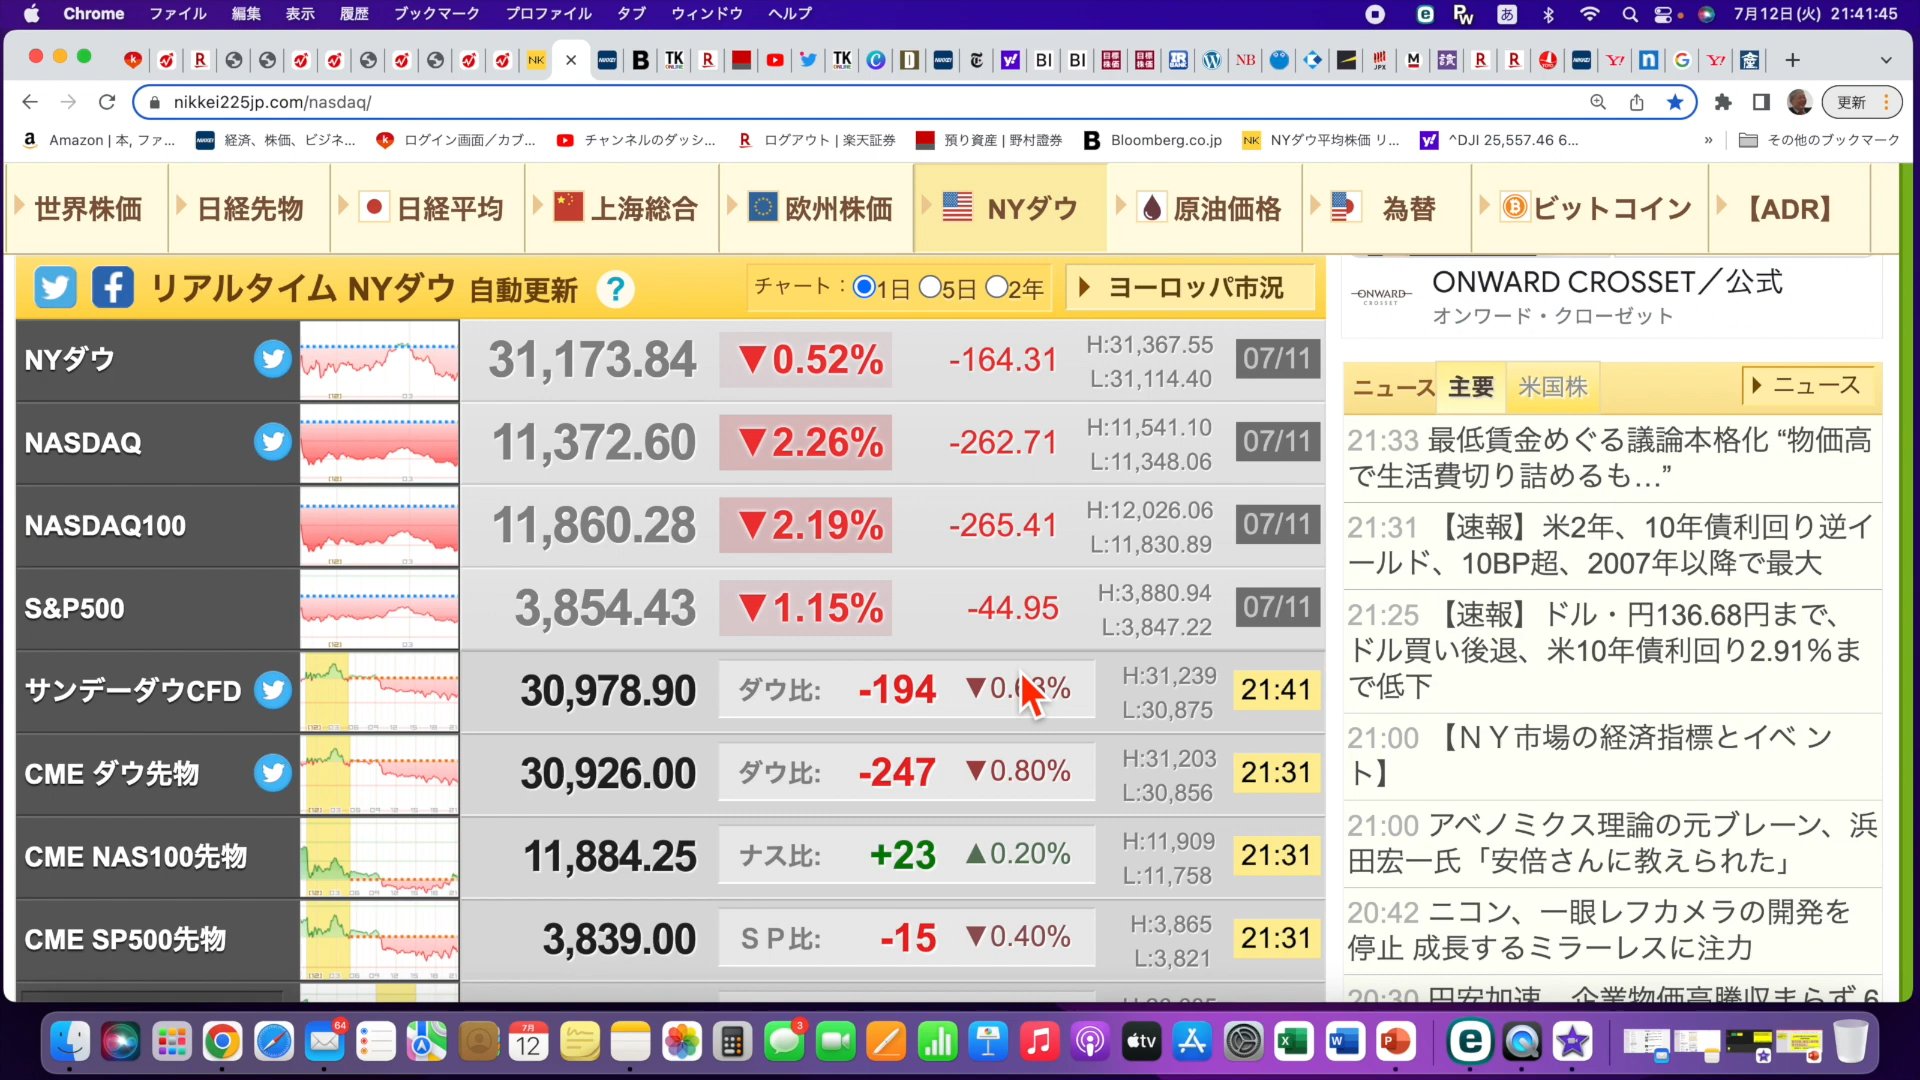 Chrome ファイル 編集 表示 履歴 ブックマーク プロファイル タブ ウィンドウ ヘルプ 7月12日(火) 21:41:45
nikkei225jp.com/nasdaq/ 更新
Amazon | 本, ファ... 経済、株価、ビジネ... ログイン画面／カブ... チャンネルのダッシ... ログアウト | 楽天証券 預り資産 | 野村證券 Bloomberg.co.jp NYダウ平均株価 リ... ^DJI 25,557.46 6... » その他のブックマーク
世界株価 日経先物 日経平均 上海総合 欧州株価 NYダウ 原油価格 為替 ビットコイン 【ADR】
リアルタイム NYダウ 自動更新 ? チャート： 1日 5日 2年 ヨーロッパ市況
NYダウ 31,173.84 ▼0.52% -164.31 H:31,367.55 L:31,114.40 07/11
NASDAQ 11,372.60 ▼2.26% -262.71 H:11,541.10 L:11,348.06 07/11
NASDAQ100 11,860.28 ▼2.19% -265.41 H:12,026.06 L:11,830.89 07/11
S&P500 3,854.43 ▼1.15% -44.95 H:3,880.94 L:3,847.22 07/11
サンデーダウCFD 30,978.90 ダウ比: -194 H:31,239 L:30,875 21:41
CME ダウ先物 30,926.00 ダウ比: -247 ▼0.80% H:31,203 L:30,856 21:31
CME NAS100先物 11,884.25 ナス比: +23 ▲0.20% H:11,909 L:11,758 21:31
CME SP500先物 3,839.00 ＳＰ比: -15 ▼0.40% H:3,865 L:3,821 21:31
ONWARD CROSSET
ONWARD CROSSET／公式
オンワード・クローゼット
ニュース 主要 米国株 ニュース
21:33 最低賃金めぐる議論本格化 “物価高
で生活費切り詰めるも…”
21:31 【速報】米2年、10年債利回り逆イ
ールド、10BP超、2007年以降で最大
21:25 【速報】ドル・円136.68円まで、
ドル買い後退、米10年債利回り2.91％ま
で低下
21:00 【ＮＹ市場の経済指標とイベ ン
ト】
21:00 アベノミクス理論の元ブレーン、浜
田宏一氏「安倍さんに教えられた」
20:42 ニコン、一眼レフカメラの開発を
停止 成長するミラーレスに注力
20:30 円安加速、企業物価高騰収まらず 6
64 7月 12 3 tv